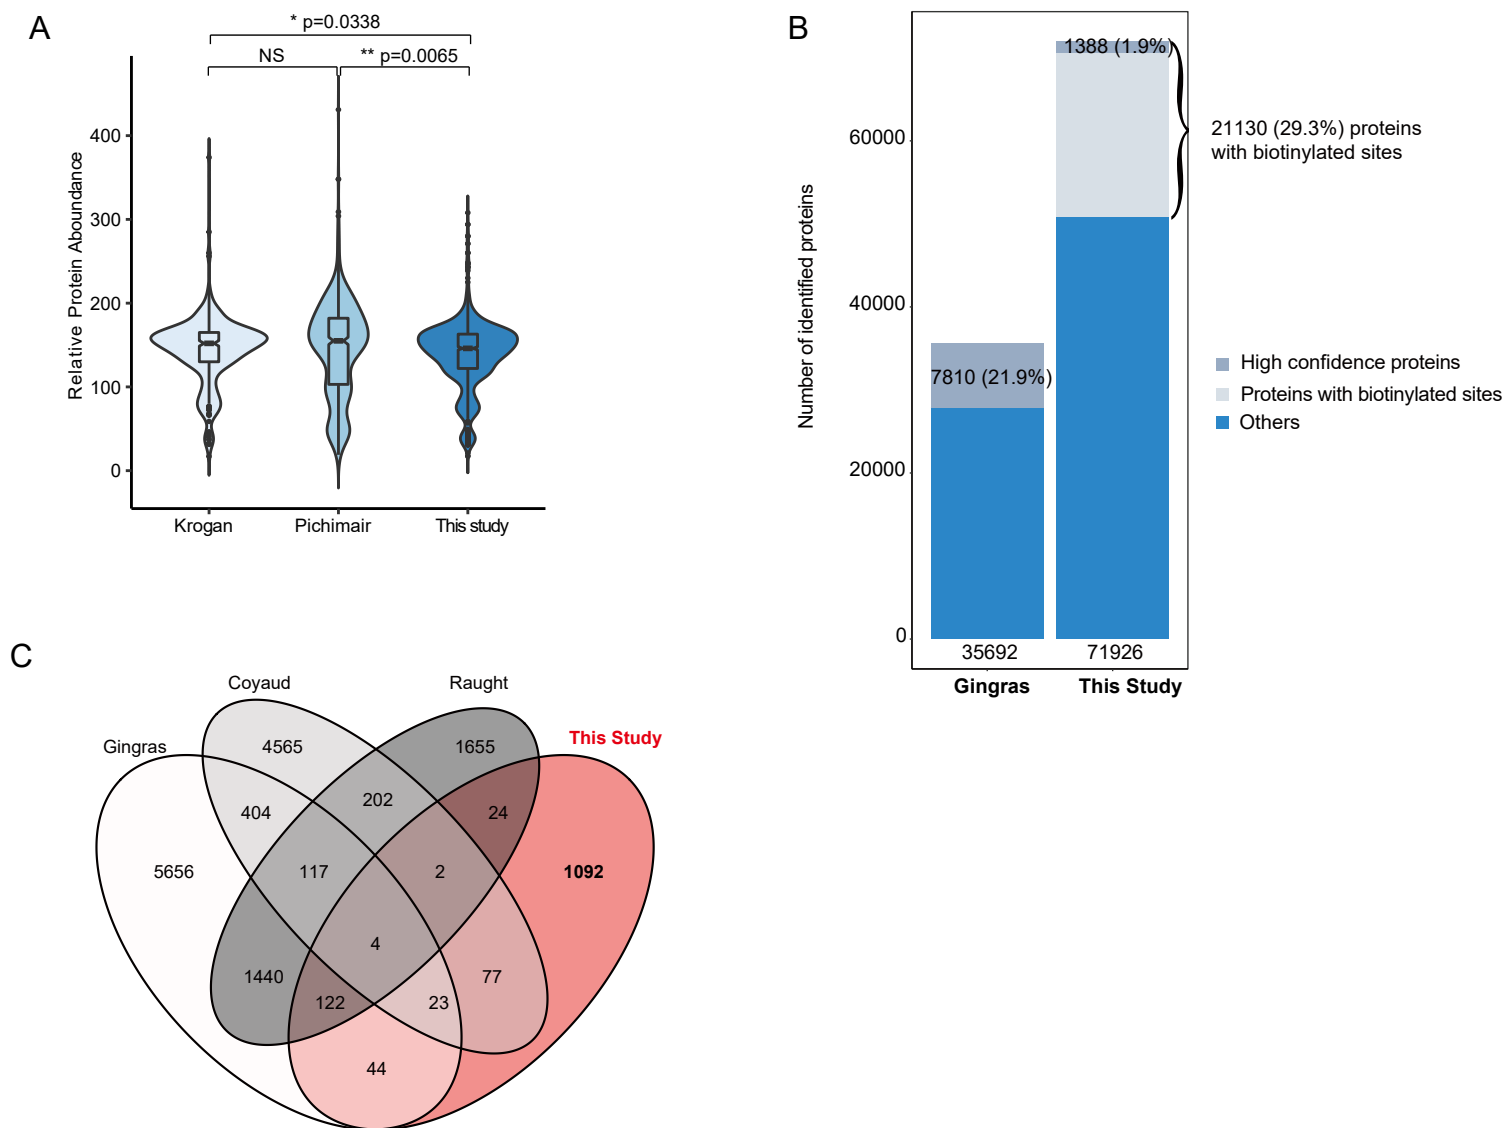 A
* p=0.0338
NS
** p=0.0065
Relative Protein Aboundance
400
300
200
100
0
Krogan
Pichimair
This study
B
Number of identified proteins
60000
40000
20000
0
1388 (1.9%)
21130 (29.3%) proteins
with biotinylated sites
7810 (21.9%)
High confidence proteins
Proteins with biotinylated sites
Others
35692
71926
Gingras
This Study
C
Coyaud
Raught
Gingras
This Study
4565
1655
404
202
24
5656
117
2
1092
4
1440
77
122
23
44